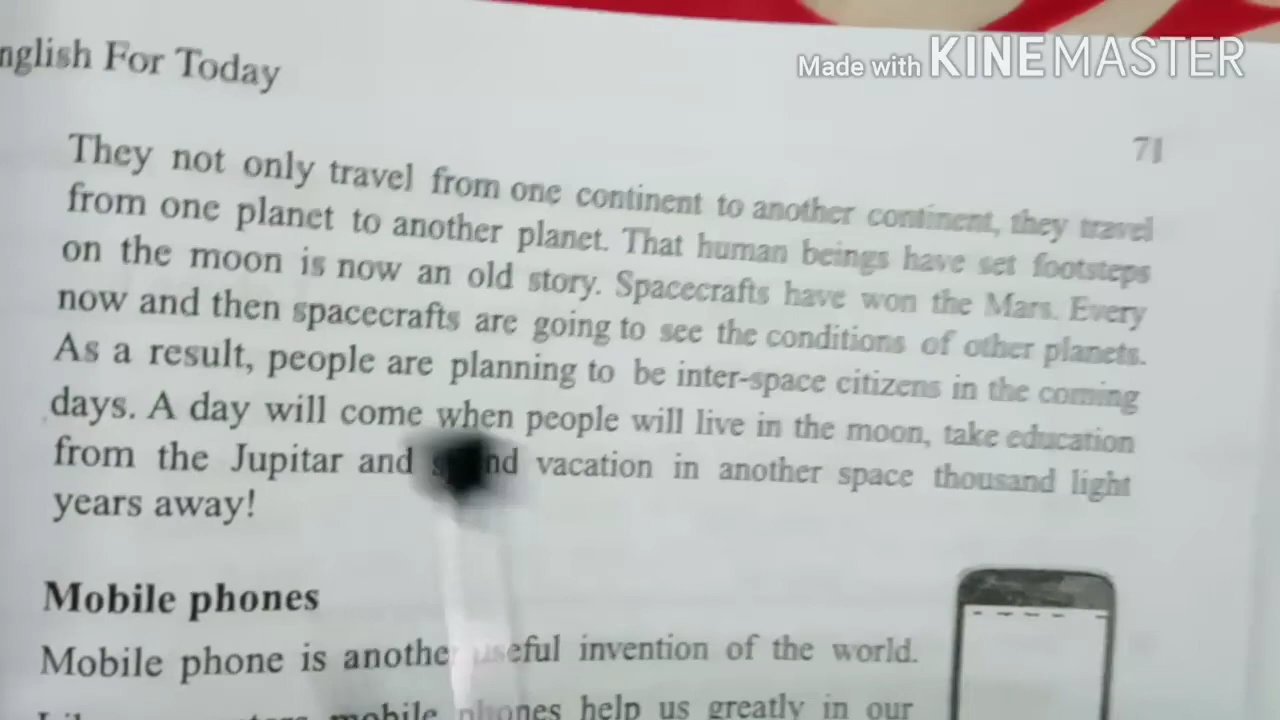 nglish For Today
Made with KINEMASTER
71
They not only travel from one continent to another continent, they travel
from one planet to another planet. That human beings have set footsteps
on the moon is now an old story. Spacecrafts have won the Mars. Every
now and then spacecrafts are going to see the conditions of other planets.
As a result, people are planning to be inter-space citizens in the coming
days. A day will come when people will live in the moon, take education
from the Jupitar and vacation in another space thousand light
years away!
Mobile phones
Mobile phone is another useful invention of the world.
mobile phones help us greatly in our